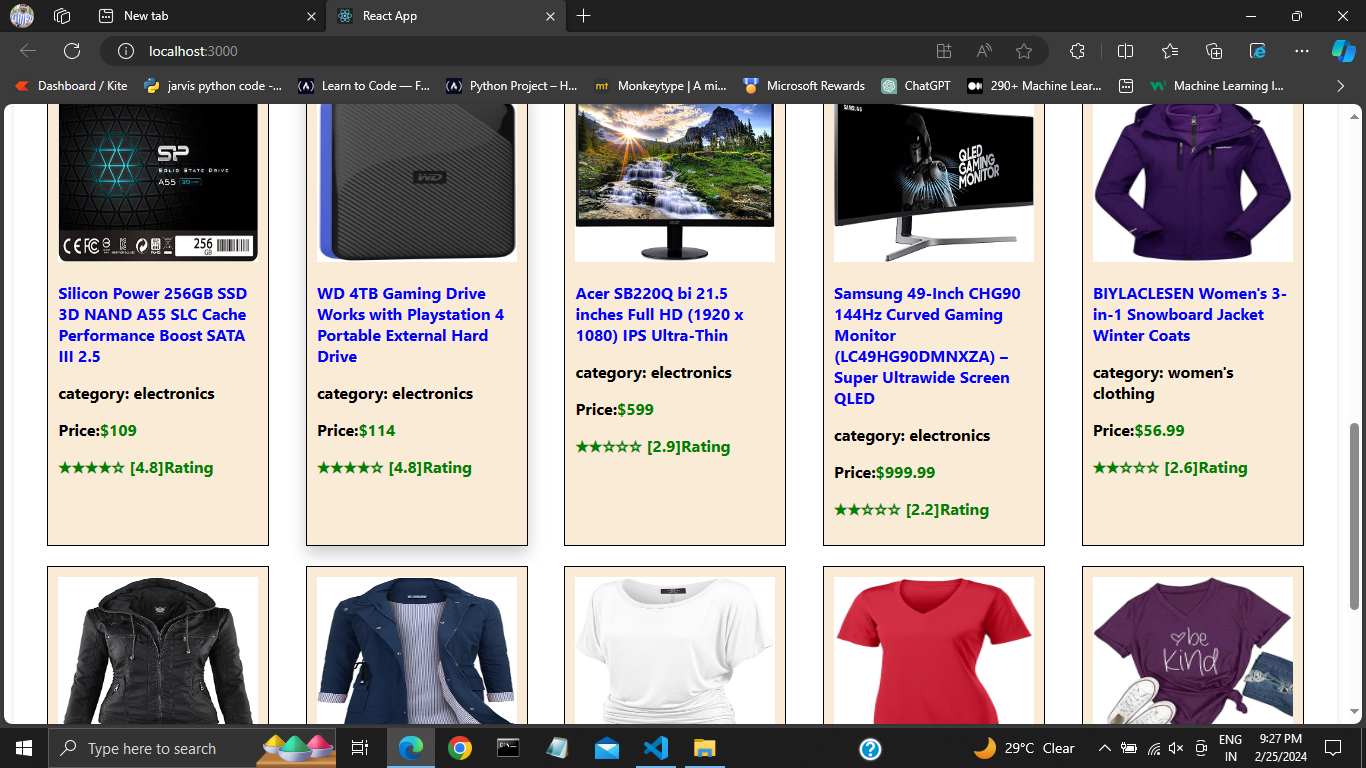 New tab
React App
localhost:3000
Dashboard / Kite
jarvis python code -...
Learn to Code — F...
Python Project – H...
mt
Monkeytype | A mi...
Microsoft Rewards
ChatGPT
290+ Machine Lear...
Machine Learning I...
SP
SOLID STATE DRIVE
A55
256
GB
WD
acer
SAMSUNG
QLED
GAMING
MONITOR
Silicon Power 256GB SSD
3D NAND A55 SLC Cache
Performance Boost SATA
III 2.5
category: electronics
Price:$109
★★★★☆ [4.8]Rating
WD 4TB Gaming Drive
Works with Playstation 4
Portable External Hard
Drive
category: electronics
Price:$114
★★★★☆ [4.8]Rating
Acer SB220Q bi 21.5
inches Full HD (1920 x
1080) IPS Ultra-Thin
category: electronics
Price:$599
★★☆☆☆ [2.9]Rating
Samsung 49-Inch CHG90
144Hz Curved Gaming
Monitor
(LC49HG90DMNXZA) –
Super Ultrawide Screen
QLED
category: electronics
Price:$999.99
★★☆☆☆ [2.2]Rating
BIYLACLESEN Women's 3-
in-1 Snowboard Jacket
Winter Coats
category: women's
clothing
Price:$56.99
★★☆☆☆ [2.6]Rating
be
kind
Type here to search
29°C Clear
ENG
IN
9:27 PM
2/25/2024